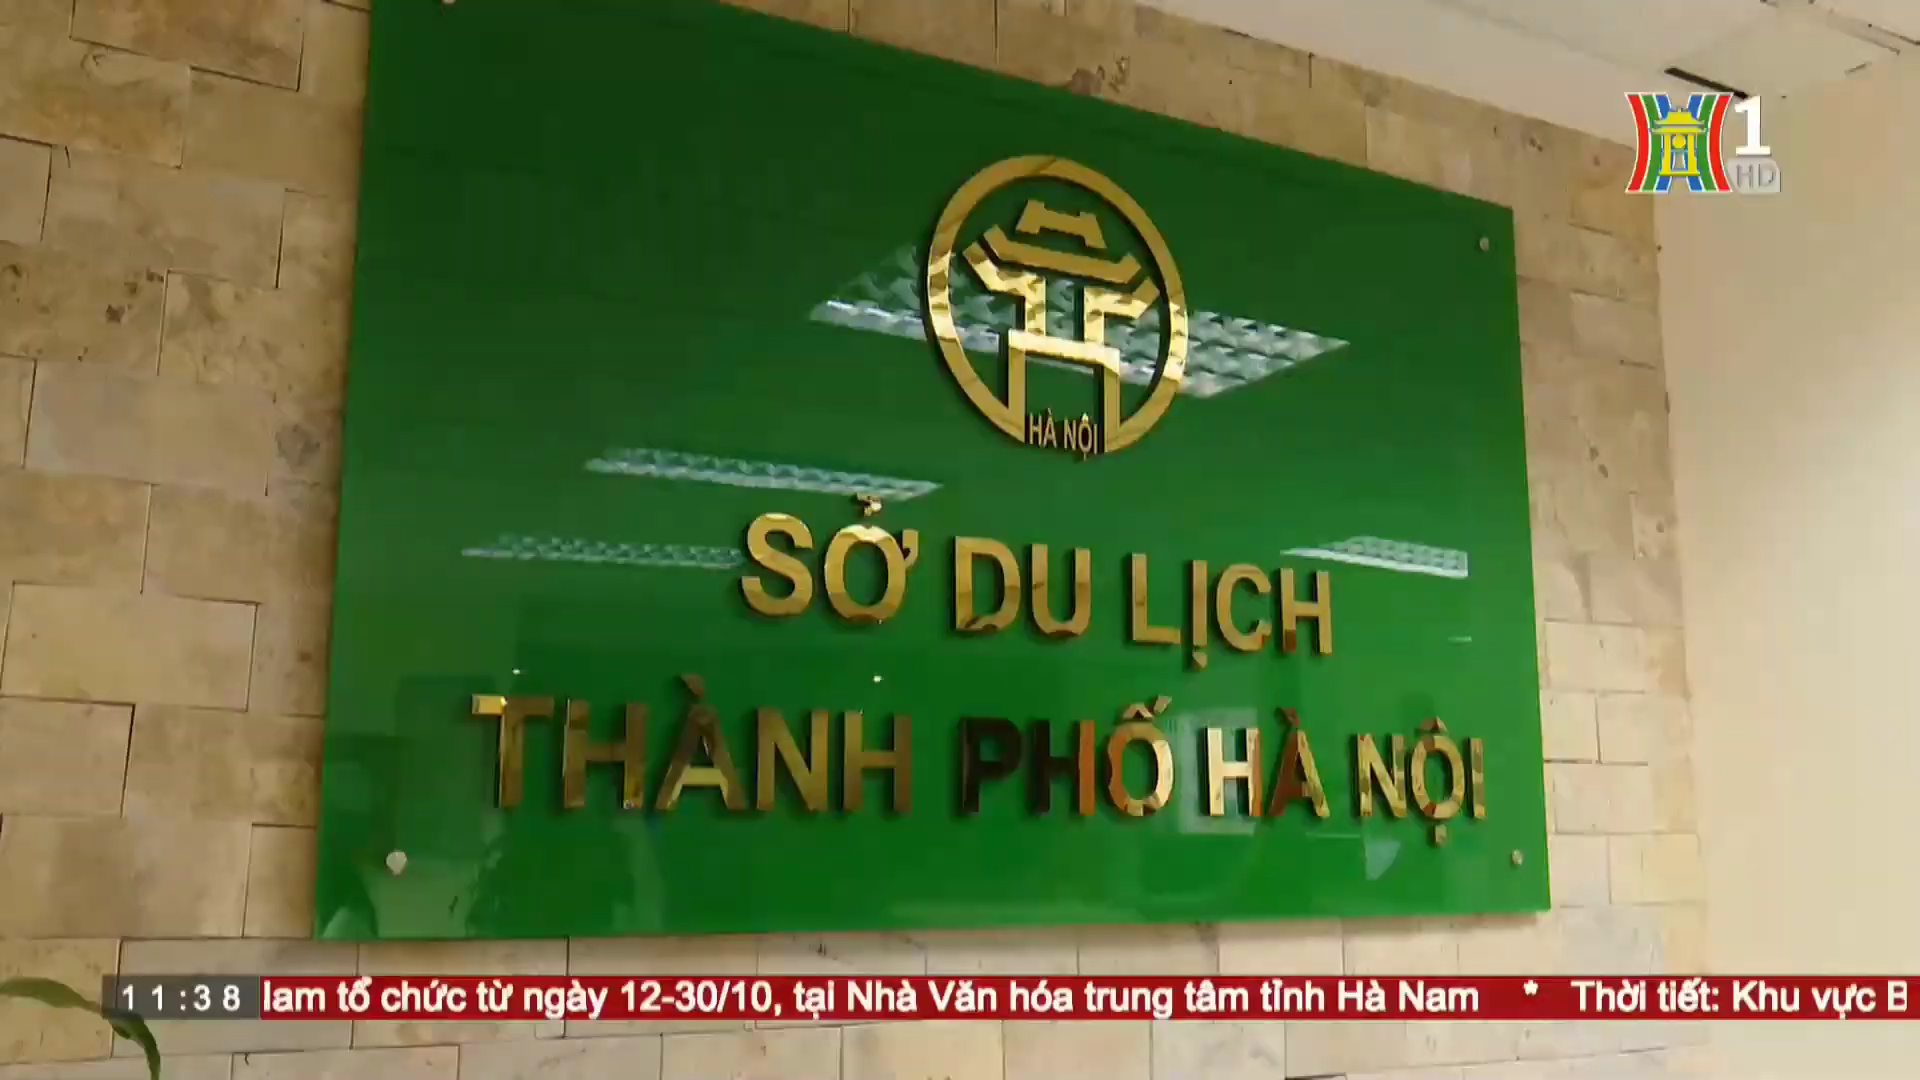 1
HD
HÀ NỘI
SỞ DU LỊCH
THÀNH PHỐ HÀ NỘI
11:38 lam tổ chức từ ngày 12-30/10, tại Nhà Văn hóa trung tâm tỉnh Hà Nam * Thời tiết: Khu vực B